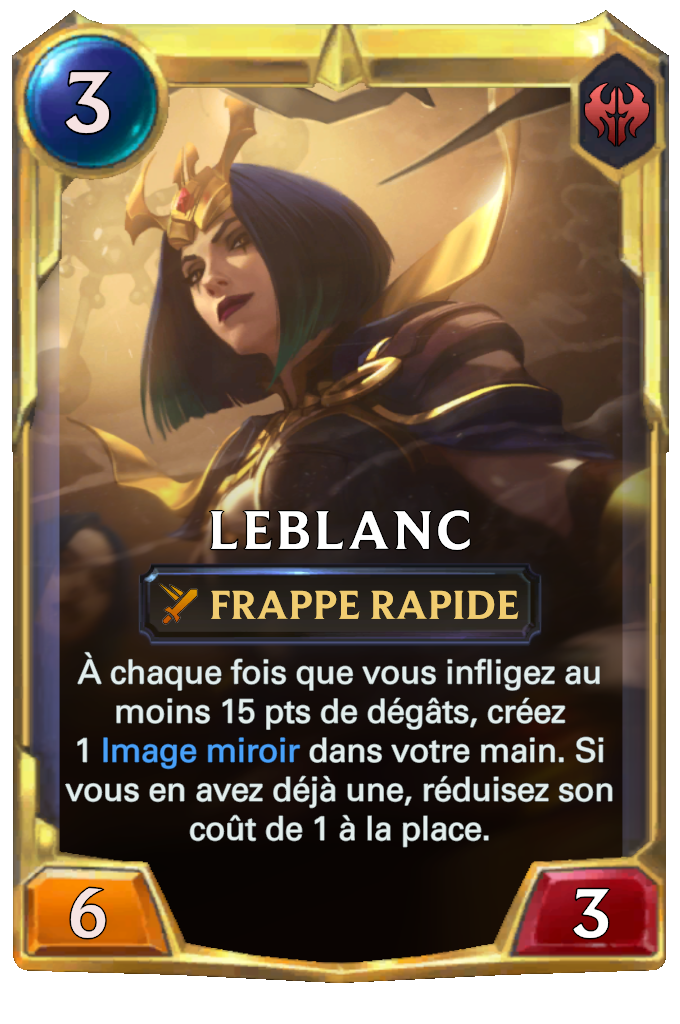 3
LEBLANC
FRAPPE RAPIDE
À chaque fois que vous infligez au
moins 15 pts de dégâts, créez
1 Image miroir dans votre main. Si
vous en avez déjà une, réduisez son
coût de 1 à la place.
6
3